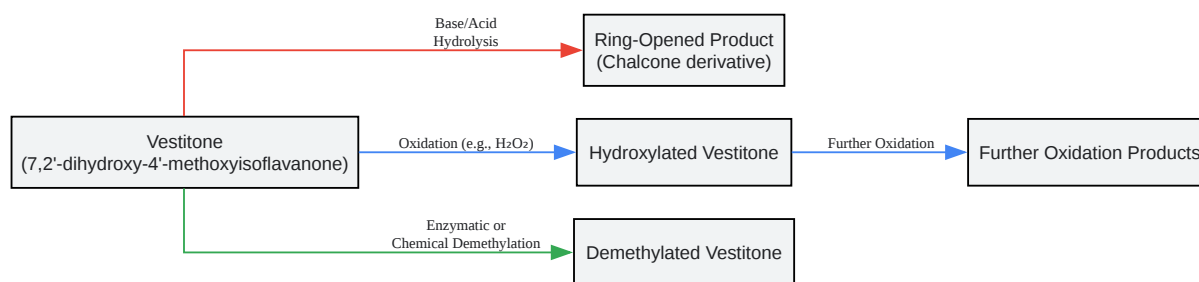 Base/Acid
Hydrolysis
Ring-Opened Product
(Chalcone derivative)
Vestitone
(7,2'-dihydroxy-4'-methoxyisoflavanone)
Oxidation (e.g., H₂O₂)
Hydroxylated Vestitone
Further Oxidation
Further Oxidation Products
Enzymatic or
Chemical Demethylation
Demethylated Vestitone